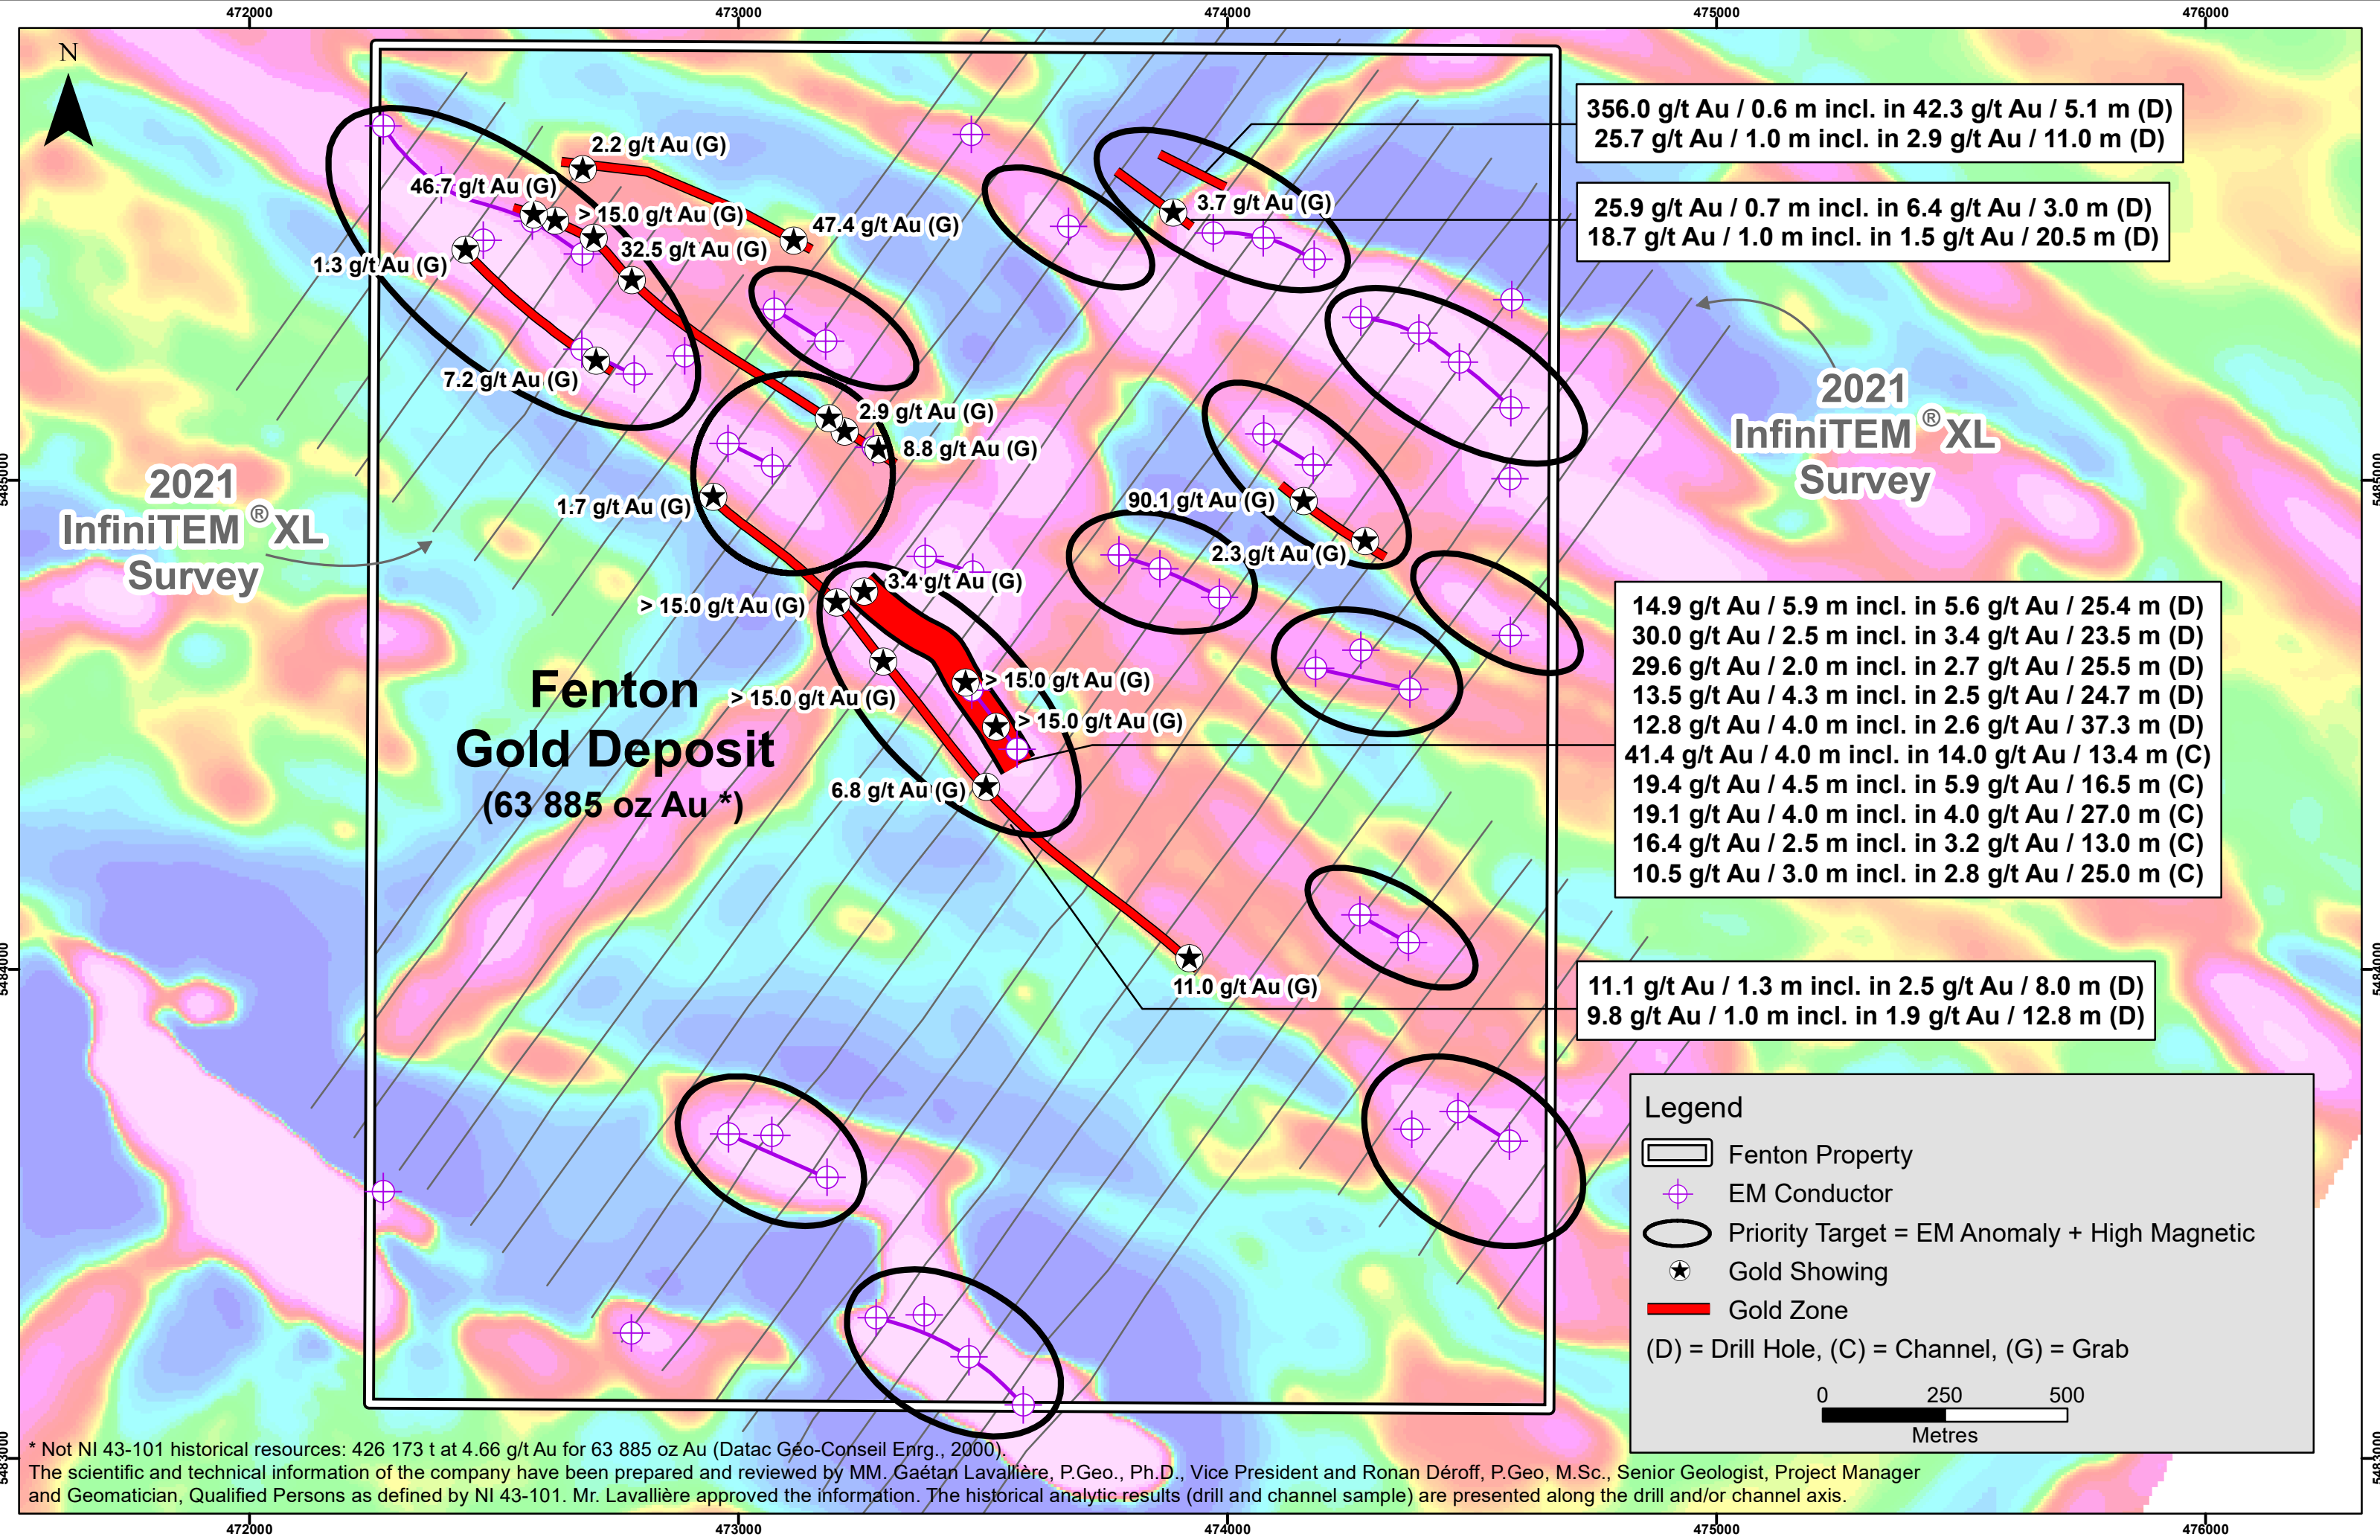 472000
473000
474000
475000
476000
N
356.0 g/t Au / 0.6 m incl. in 42.3 g/t Au / 5.1 m (D)
25.7 g/t Au / 1.0 m incl. in 2.9 g/t Au / 11.0 m (D)
25.9 g/t Au / 0.7 m incl. in 6.4 g/t Au / 3.0 m (D)
18.7 g/t Au / 1.0 m incl. in 1.5 g/t Au / 20.5 m (D)
2.2 g/t Au (G)
46.7 g/t Au (G)
> 15.0 g/t Au (G)
47.4 g/t Au (G)
32.5 g/t Au (G)
1.3 g/t Au (G)
3.7 g/t Au (G)
7.2 g/t Au (G)
2.9 g/t Au (G)
8.8 g/t Au (G)
1.7 g/t Au (G)
90.1 g/t Au (G)
2.3 g/t Au (G)
2021
InfiniTEM ® XL
Survey
2021
InfiniTEM ® XL
Survey
5485000
5485000
3.4 g/t Au (G)
> 15.0 g/t Au (G)
> 15.0 g/t Au (G)
> 15.0 g/t Au (G)
> 15.0 g/t Au (G)
6.8 g/t Au (G)
11.0 g/t Au (G)
Fenton
Gold Deposit
(63 885 oz Au *)
14.9 g/t Au / 5.9 m incl. in 5.6 g/t Au / 25.4 m (D)
30.0 g/t Au / 2.5 m incl. in 3.4 g/t Au / 23.5 m (D)
29.6 g/t Au / 2.0 m incl. in 2.7 g/t Au / 25.5 m (D)
13.5 g/t Au / 4.3 m incl. in 2.5 g/t Au / 24.7 m (D)
12.8 g/t Au / 4.0 m incl. in 2.6 g/t Au / 37.3 m (D)
41.4 g/t Au / 4.0 m incl. in 14.0 g/t Au / 13.4 m (C)
19.4 g/t Au / 4.5 m incl. in 5.9 g/t Au / 16.5 m (C)
19.1 g/t Au / 4.0 m incl. in 4.0 g/t Au / 27.0 m (C)
16.4 g/t Au / 2.5 m incl. in 3.2 g/t Au / 13.0 m (C)
10.5 g/t Au / 3.0 m incl. in 2.8 g/t Au / 25.0 m (C)
5484000
5484000
11.1 g/t Au / 1.3 m incl. in 2.5 g/t Au / 8.0 m (D)
9.8 g/t Au / 1.0 m incl. in 1.9 g/t Au / 12.8 m (D)
Legend
Fenton Property
EM Conductor
Priority Target = EM Anomaly + High Magnetic
Gold Showing
Gold Zone
(D) = Drill Hole, (C) = Channel, (G) = Grab
0 250 500
Metres
5483000
5483000
* Not NI 43-101 historical resources: 426 173 t at 4.66 g/t Au for 63 885 oz Au (Datac Géo-Conseil Enrg., 2000).
The scientific and technical information of the company have been prepared and reviewed by MM. Gaétan Lavallière, P.Geo., Ph.D., Vice President and Ronan Déroff, P.Geo, M.Sc., Senior Geologist, Project Manager
and Geomatician, Qualified Persons as defined by NI 43-101. Mr. Lavallière approved the information. The historical analytic results (drill and channel sample) are presented along the drill and/or channel axis.
472000
473000
474000
475000
476000